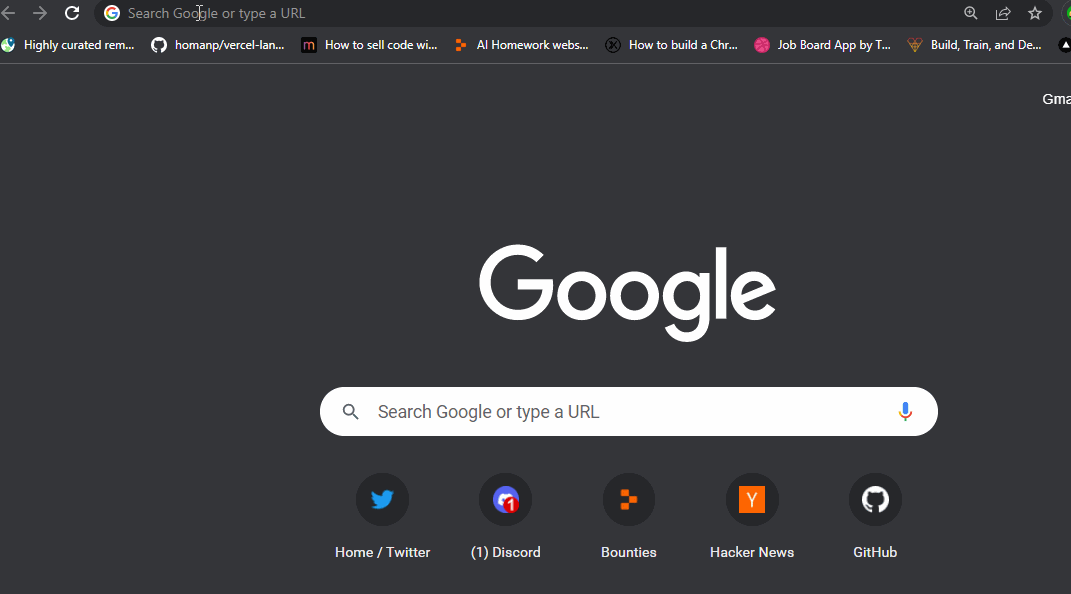 Search Google or type a URL
Highly curated rem... homanp/vercel-lan... How to sell code wi... AI Homework webs... How to build a Chr... Job Board App by T... Build, Train, and De...
Gma
Google
Search Google or type a URL
1
Home / Twitter (1) Discord Bounties Hacker News GitHub